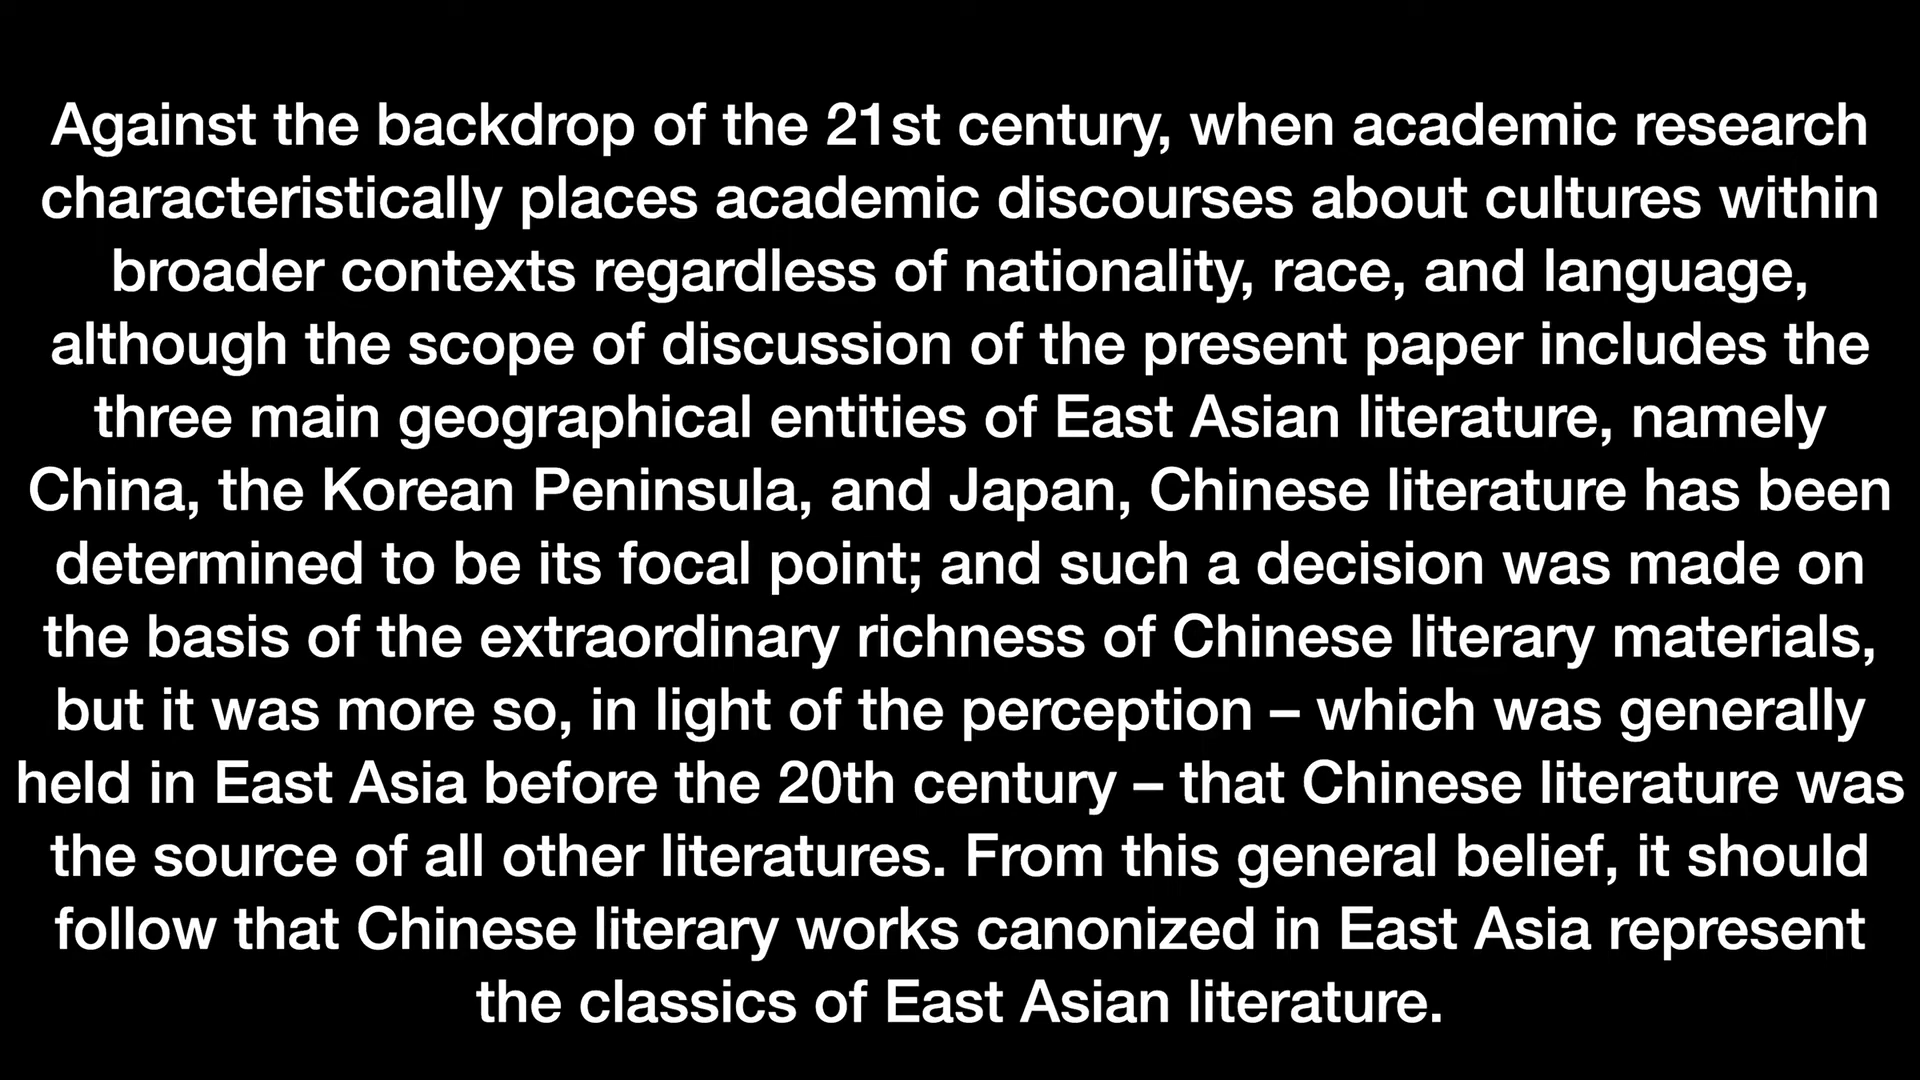 Against the backdrop of the 21st century, when academic research
characteristically places academic discourses about cultures within
broader contexts regardless of nationality, race, and language,
although the scope of discussion of the present paper includes the
three main geographical entities of East Asian literature, namely
China, the Korean Peninsula, and Japan, Chinese literature has been
determined to be its focal point; and such a decision was made on
the basis of the extraordinary richness of Chinese literary materials,
but it was more so, in light of the perception – which was generally
held in East Asia before the 20th century – that Chinese literature was
the source of all other literatures. From this general belief, it should
follow that Chinese literary works canonized in East Asia represent
the classics of East Asian literature.